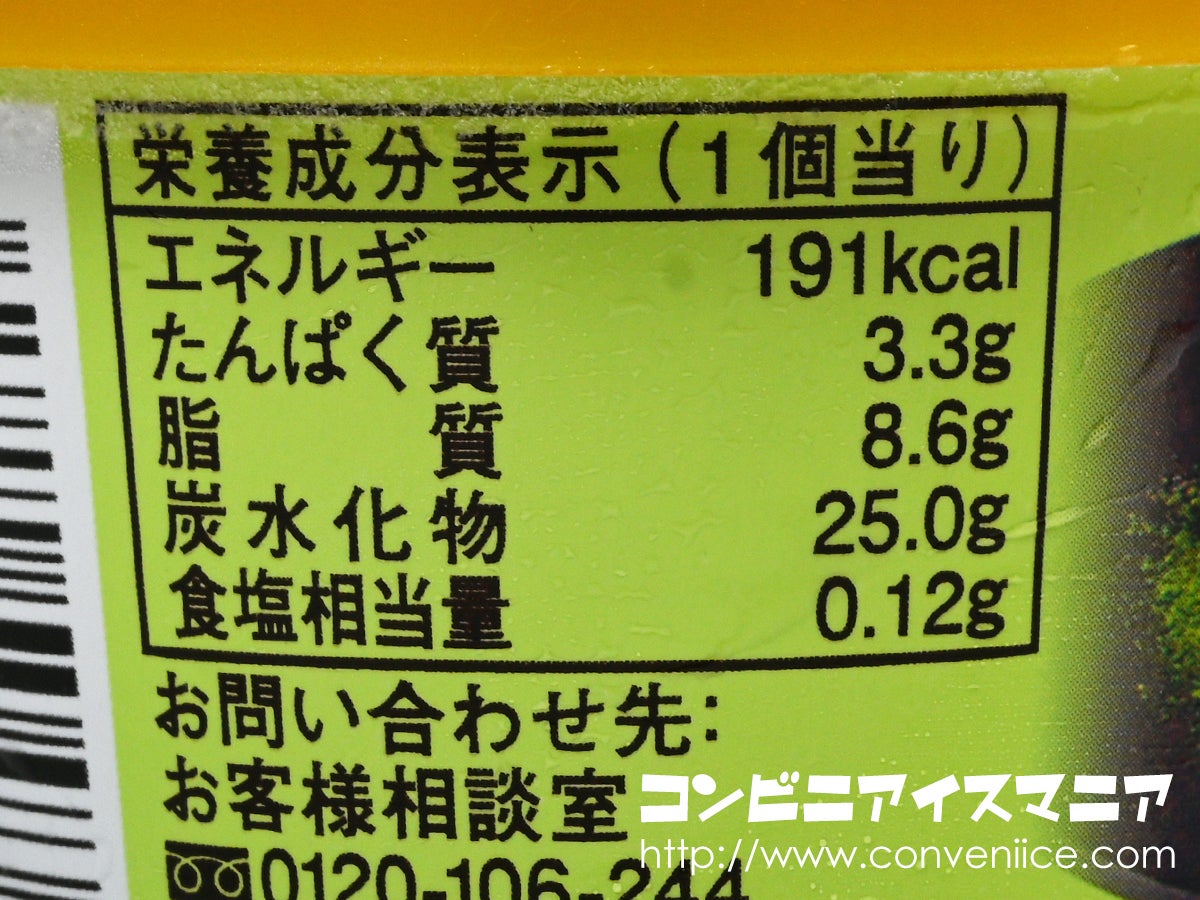 栄養成分表示(1個当り)
エネルギー 191kcal
たんぱく質 3.3g
脂質 8.6g
炭水化物 25.0g
食塩相当量 0.12g
お問い合わせ先:
お客様相談室
0120-106-244
コンビニアイスマニア
http://www.conveniice.com